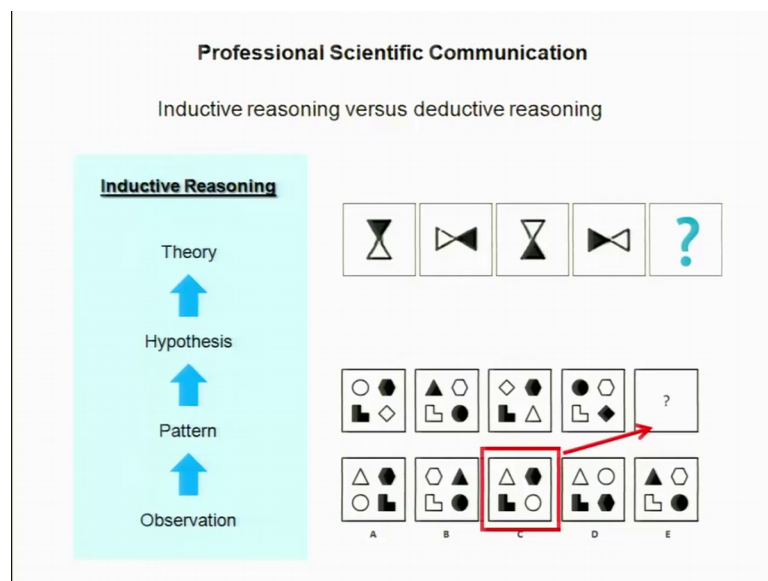 Professional Scientific Communication
Inductive reasoning versus deductive reasoning
Inductive Reasoning
Theory
Hypothesis
Pattern
Observation
?
?
A B C D E